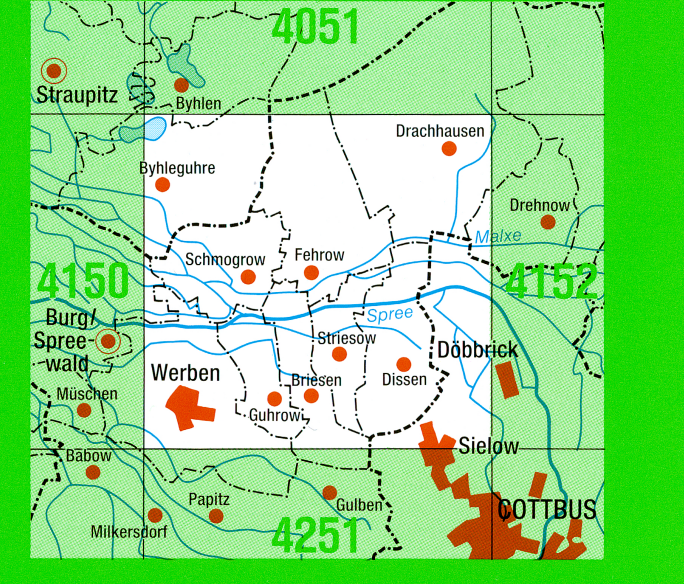 4051
Straupitz
Byhlen
Drachhausen
Byhleguhre
Drehnow
Malxe
Schmogrow
Fehrow
4150
4152
Burg/
Spree-
wald
Spree
Striesow
Döbbrick
Werben
Briesen
Dissen
Müschen
Guhrow
Sielow
Babow
Papitz
Gulben
COTTBUS
Milkersdorf
4251